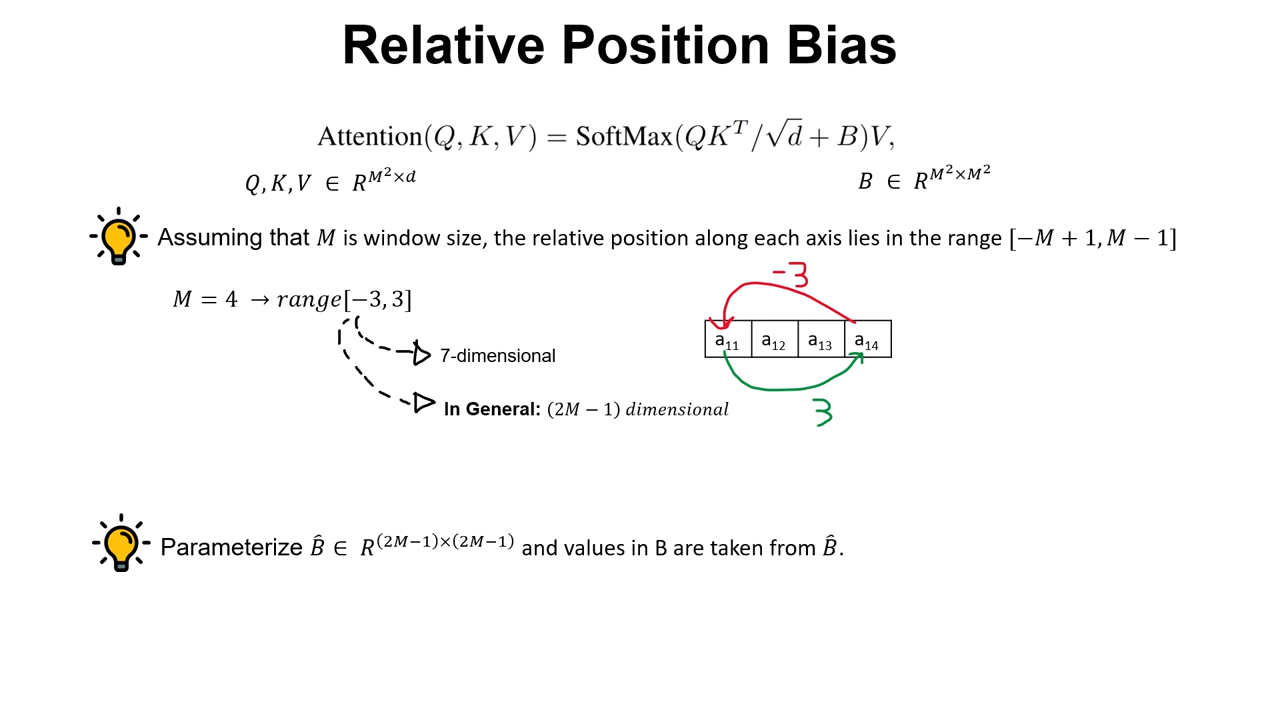 Relative Position Bias
Attention(Q, K, V) = SoftMax(QK^T/√d + B)V,
Q, K, V ∈ R^{M²×d}
B ∈ R^{M²×M²}
Assuming that M is window size, the relative position along each axis lies in the range [−M + 1, M − 1]
-3
M = 4 → range[−3, 3]
a₁₁ a₁₂ a₁₃ a₁₄
7-dimensional
In General: (2M − 1) dimensional
3
Parameterize B̂ ∈ R^{(2M−1)×(2M−1)} and values in B are taken from B̂.